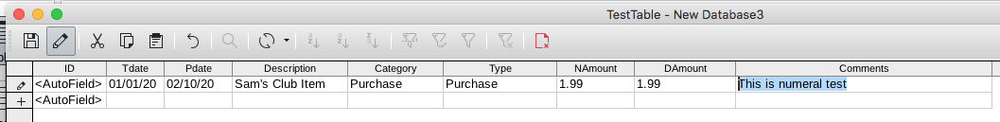 TestTable - New Database3
ID Tdate Pdate Description Category Type NAmount DAmount Comments
<AutoField> 01/01/20 02/10/20 Sam's Club Item Purchase Purchase 1.99 1.99 This is numeral test
<AutoField>